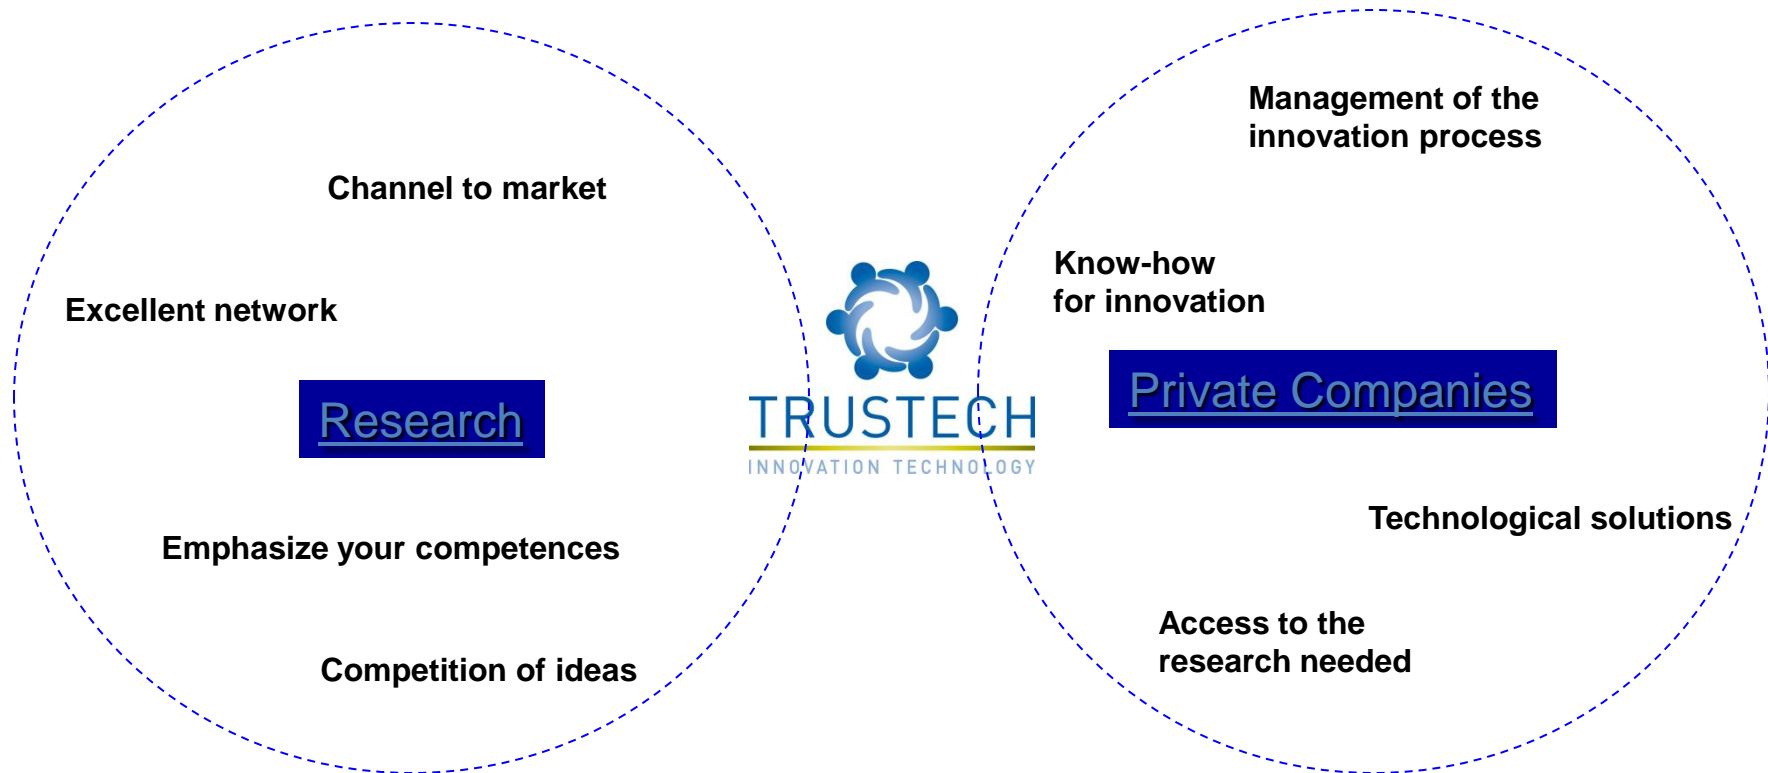 Channel to market
Excellent network
Research
Emphasize your competences
Competition of ideas
TRUSTECH
INNOVATION TECHNOLOGY
Management of the
innovation process
Know-how
for innovation
Private Companies
Technological solutions
Access to the
research needed